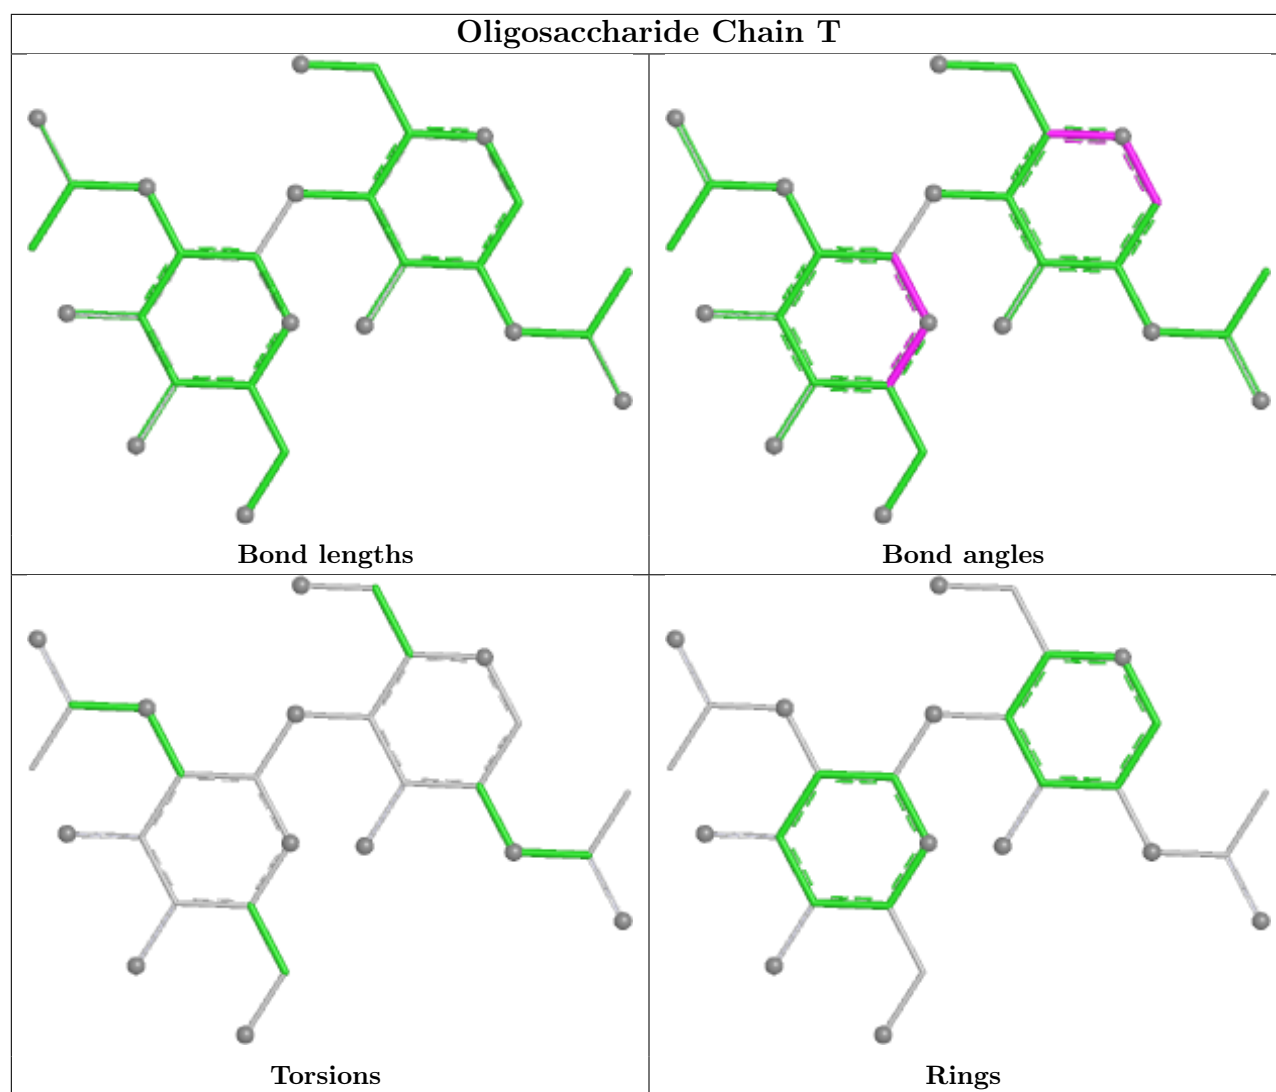 Oligosaccharide Chain T
Bond lengths
Bond angles
Torsions
Rings